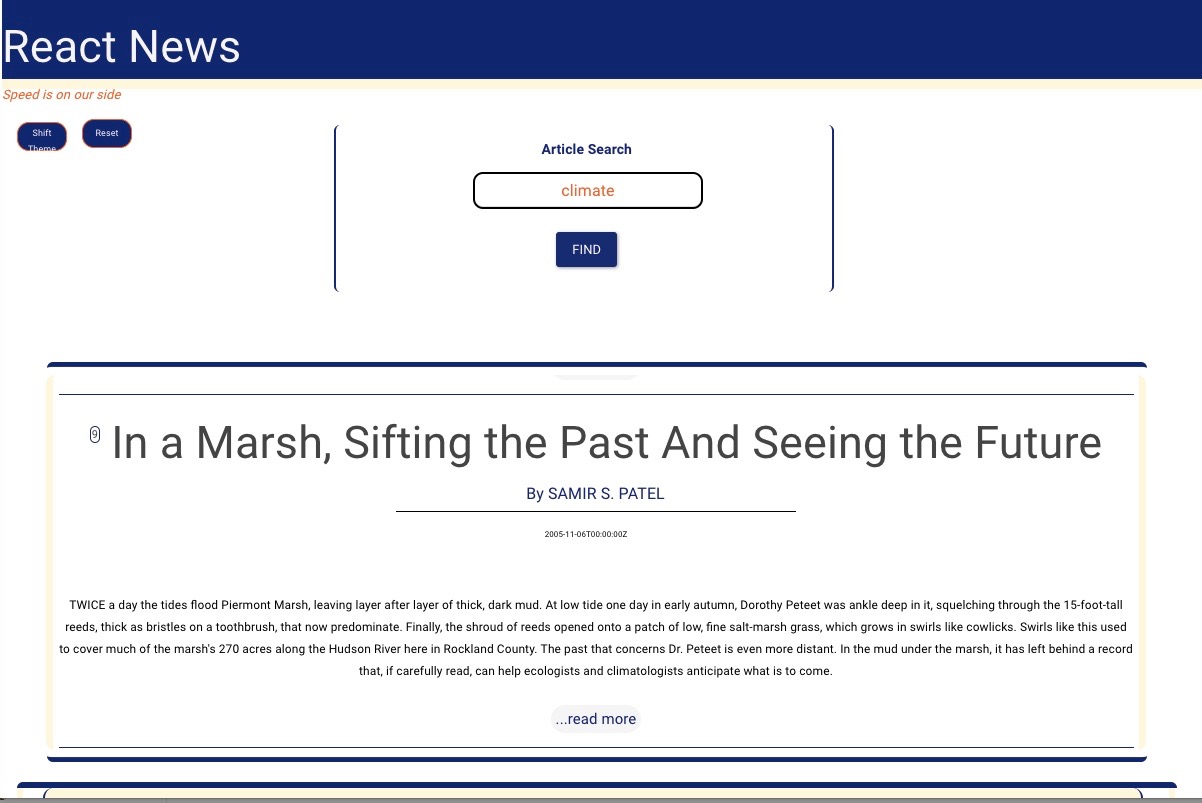 React News
Speed is on our side
Shift
Theme
Reset
Article Search
climate
FIND
9 In a Marsh, Sifting the Past And Seeing the Future
By SAMIR S. PATEL
2005-11-06T00:00:00Z
TWICE a day the tides flood Piermont Marsh, leaving layer after layer of thick, dark mud. At low tide one day in early autumn, Dorothy Peteet was ankle deep in it, squelching through the 15-foot-tall
reeds, thick as bristles on a toothbrush, that now predominate. Finally, the shroud of reeds opened onto a patch of low, fine salt-marsh grass, which grows in swirls like cowlicks. Swirls like this used
to cover much of the marsh's 270 acres along the Hudson River here in Rockland County. The past that concerns Dr. Peteet is even more distant. In the mud under the marsh, it has left behind a record
that, if carefully read, can help ecologists and climatologists anticipate what is to come.
...read more